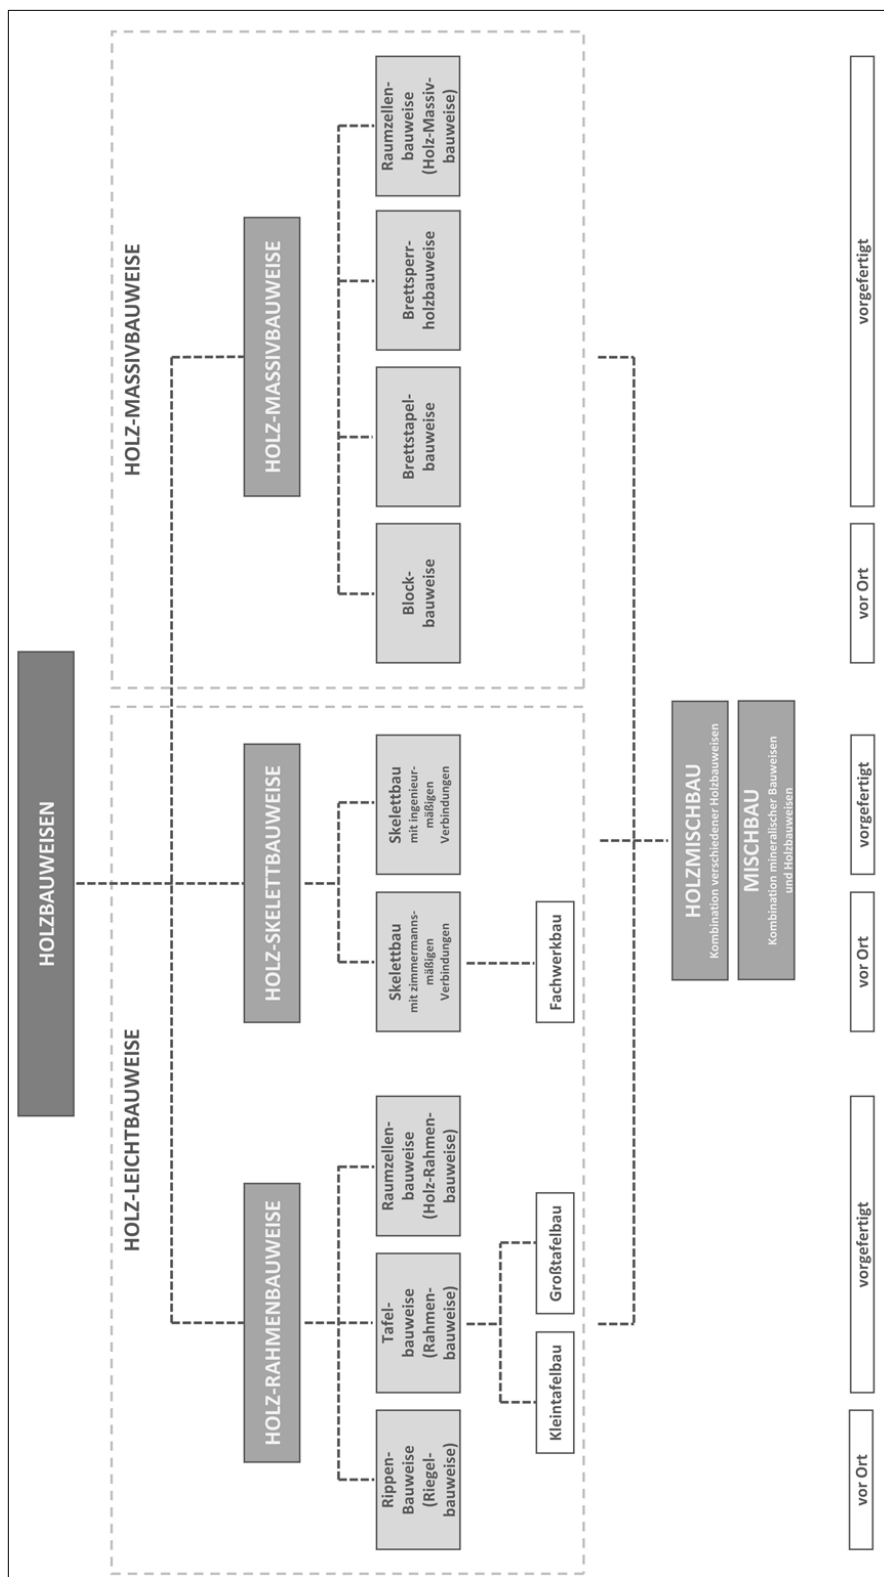 HOLZBAUWEISEN
HOLZ-LEICHTBAUWEISE
HOLZ-MASSIVBAUWEISE
HOLZ-RAHMENBAUWEISE
HOLZ-SKELETTBAUWEISE
HOLZ-MASSIVBAUWEISE
Rippen-
Bauweise
(Riegel-
bauweise)
Tafel-
bauweise
(Rahmen-
bauweise)
Raumzellen-
bauweise
(Holz-Rahmen-
bauweise)
Skelettbau
mit zimmermanns-
mäßigen
Verbindungen
Skelettbau
mit ingenieur-
mäßigen
Verbindungen
Block-
bauweise
Brettstapel-
bauweise
Brettsperr-
holzbauweise
Raumzellen-
bauweise
(Holz-Massiv-
bauweise)
Kleintafelbau
Großtafelbau
Fachwerkbau
HOLZMISCHBAU
Kombination verschiedener Holzbauweisen
MISCHBAU
Kombination mineralischer Bauweisen
und Holzbauweisen
vor Ort
vorgefertigt
vor Ort
vorgefertigt
vor Ort
vorgefertigt